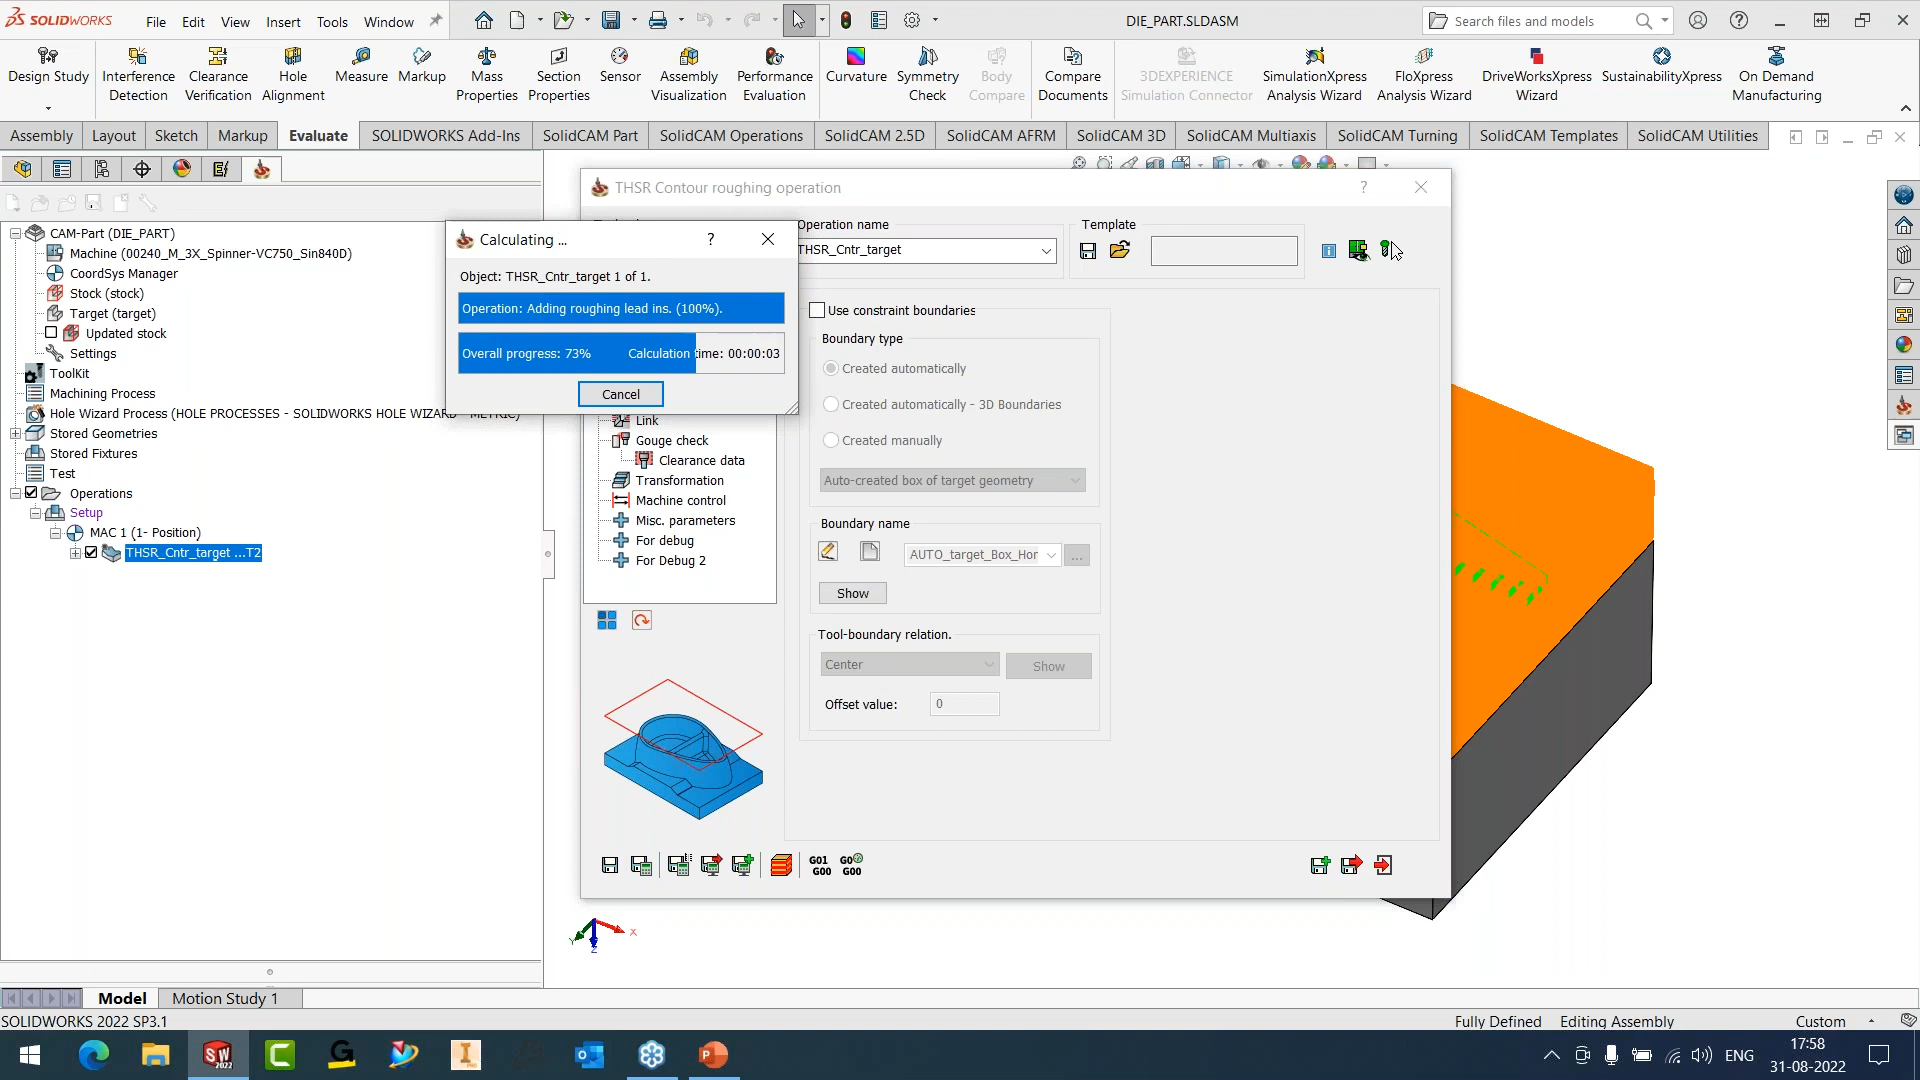 SOLIDWORKS
File Edit View Insert Tools Window
DIE_PART.SLDASM
Search files and models
Design Study
Interference Detection
Clearance Verification
Hole Alignment
Measure
Markup
Mass Properties
Section Properties
Sensor
Assembly Visualization
Performance Evaluation
Curvature
Symmetry Check
Body Compare
Compare Documents
3DEXPERIENCE Simulation Connector
SimulationXpress Analysis Wizard
FloXpress Analysis Wizard
DriveWorksXpress Wizard
SustainabilityXpress
On Demand Manufacturing
Assembly Layout Sketch Markup Evaluate SOLIDWORKS Add-Ins SolidCAM Part SolidCAM Operations SolidCAM 2.5D SolidCAM AFRM SolidCAM 3D SolidCAM Multiaxis SolidCAM Turning SolidCAM Templates SolidCAM Utilities
CAM-Part (DIE_PART)
Machine (00240_M_3X_Spinner-VC750_Sin840D)
CoordSys Manager
Stock (stock)
Target (target)
Updated stock
Settings
ToolKit
Machining Process
Hole Wizard Process (HOLE PROCESSES - SOLIDWORKS HOLE WIZARD - METRIC)
Stored Geometries
Stored Fixtures
Test
Operations
Setup
MAC 1 (1- Position)
THSR_Cntr_target ...T2
THSR Contour roughing operation
?
Calculating ...
?
Object: THSR_Cntr_target 1 of 1.
Operation: Adding roughing lead ins. (100%).
Overall progress: 73% Calculation time: 00:00:03
Cancel
Operation name
THSR_Cntr_target
Template
Link
Gouge check
Clearance data
Transformation
Machine control
Misc. parameters
For debug
For Debug 2
Use constraint boundaries
Boundary type
Created automatically
Created automatically - 3D Boundaries
Created manually
Auto-created box of target geometry
Boundary name
AUTO_target_Box_Hor
...
Show
Tool-boundary relation.
Center
Show
Offset value: 0
G01 G00
G0 G00
X
Y
Z
Model Motion Study 1
SOLIDWORKS 2022 SP3.1
Fully Defined Editing Assembly Custom
SW 2022
ENG
17:58
31-08-2022